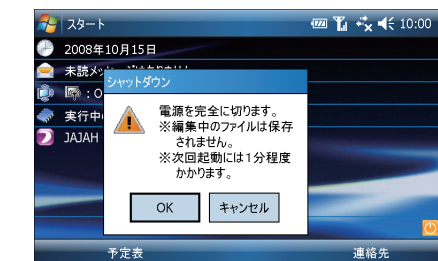 スタート
10:00
2008年10月15日
未読メッ
シャットダウン
: O
実行中
JAJAH
電源を完全に切ります。
※編集中のファイルは保存
されません。
※次回起動には1分程度
かかります。
OK
キャンセル
予定表
連絡先